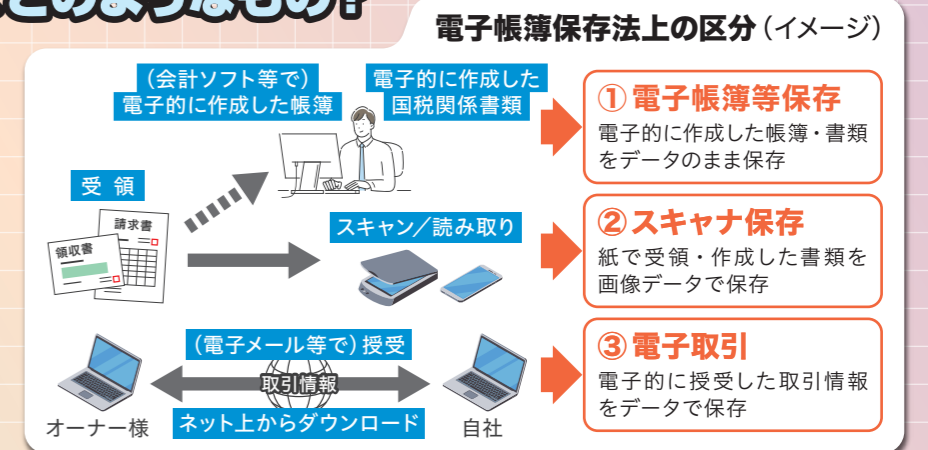 どのようなもの？
電子帳簿保存法上の区分（イメージ）
（会計ソフト等で）
電子的に作成した帳簿
電子的に作成した
国税関係書類
①電子帳簿等保存
電子的に作成した帳簿・書類
をデータのまま保存
受領
請求書
領収書
スキャン／読み取り
②スキャナ保存
紙で受領・作成した書類を
画像データで保存
（電子メール等で）授受
取引情報
ネット上からダウンロード
オーナー様
自社
③電子取引
電子的に授受した取引情報
をデータで保存